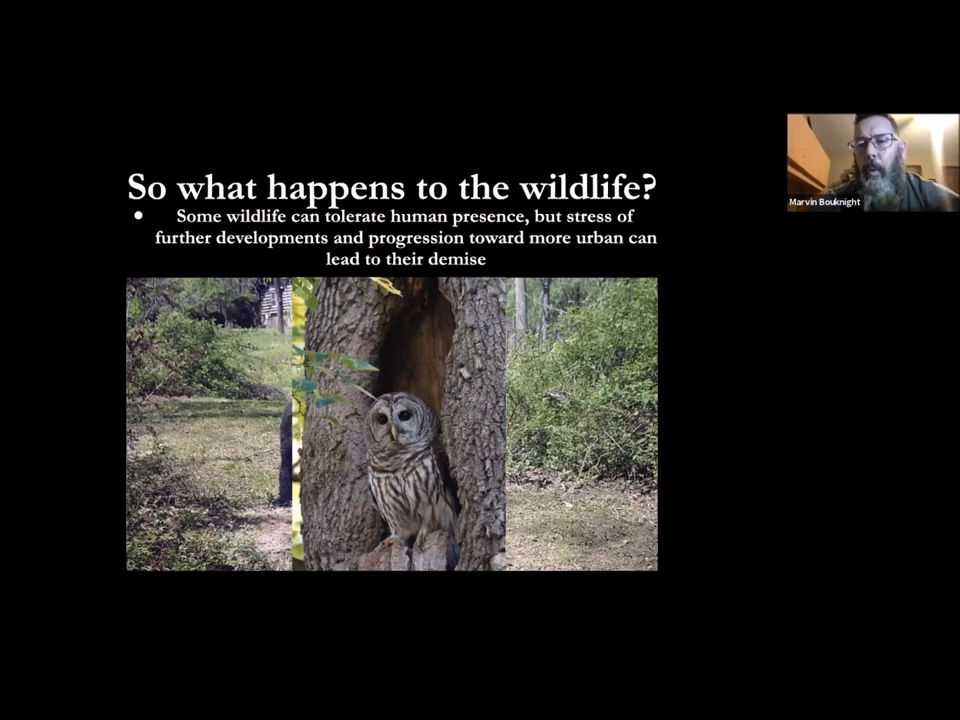 So what happens to the wildlife?
• Some wildlife can tolerate human presence, but stress of
further developments and progression toward more urban can
lead to their demise
Marvin Bouknight